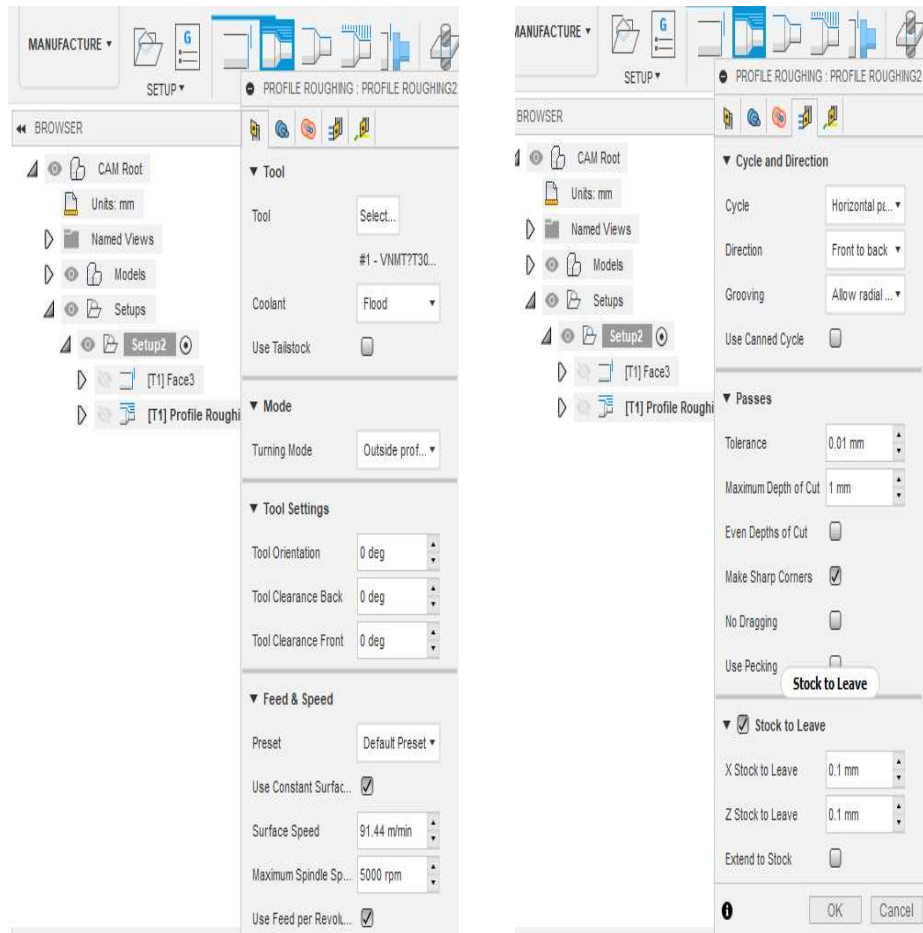 MANUFACTURE ▾
G
SETUP ▾
PROFILE ROUGHING : PROFILE ROUGHING2
BROWSER
CAM Root
Units: mm
Named Views
Models
Setups
Setup2
[T1] Face3
[T1] Profile Roughi
▼ Tool
Tool Select...
#1 - VNMT?T30...
Coolant Flood
Use Tailstock
▼ Mode
Turning Mode Outside prof...
▼ Tool Settings
Tool Orientation 0 deg
Tool Clearance Back 0 deg
Tool Clearance Front 0 deg
▼ Feed & Speed
Preset Default Preset
Use Constant Surfac...
Surface Speed 91.44 m/min
Maximum Spindle Sp... 5000 rpm
Use Feed per Revolu...
MANUFACTURE ▾
G
SETUP ▾
PROFILE ROUGHING : PROFILE ROUGHING2
BROWSER
CAM Root
Units: mm
Named Views
Models
Setups
Setup2
[T1] Face3
[T1] Profile Roughi
▼ Cycle and Direction
Cycle Horizontal pa...
Direction Front to back
Grooving Allow radial ...
Use Canned Cycle
▼ Passes
Tolerance 0.01 mm
Maximum Depth of Cut 1 mm
Even Depths of Cut
Make Sharp Corners
No Dragging
Use Pecking
Stock to Leave
▼ Stock to Leave
X Stock to Leave 0.1 mm
Z Stock to Leave 0.1 mm
Extend to Stock
OK Cancel